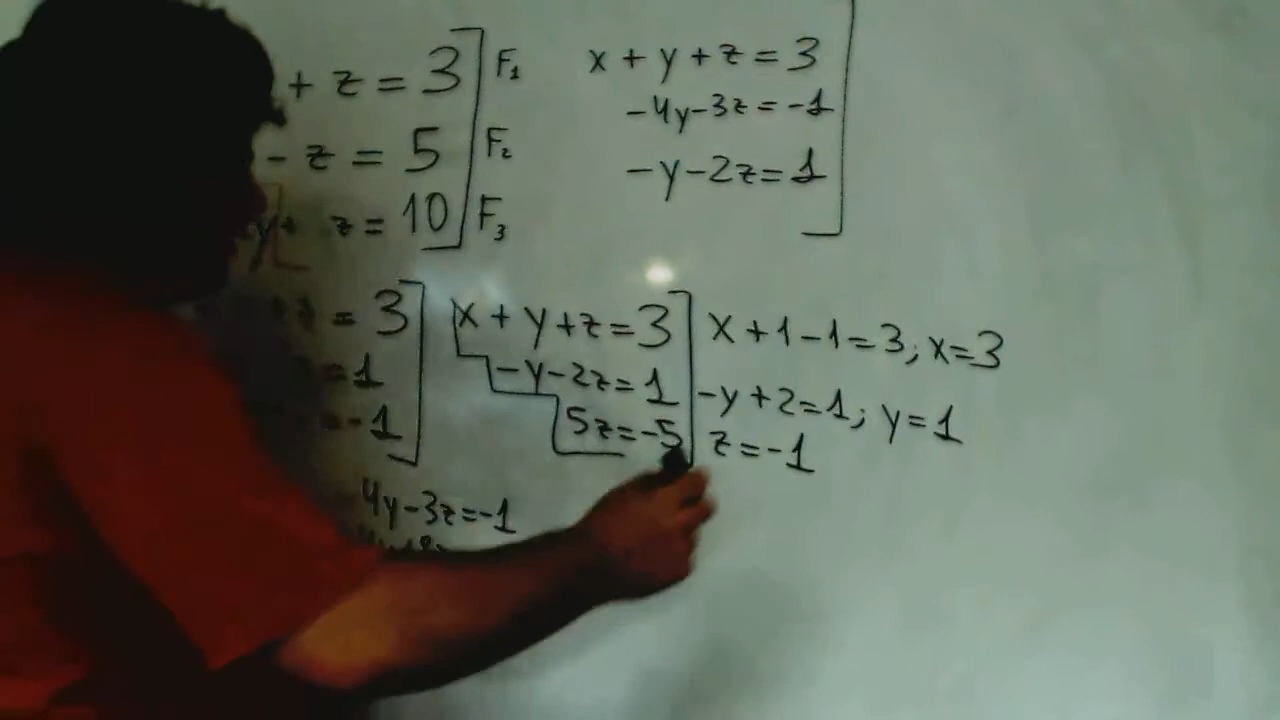 + z = 3 F₁
- z = 5 F₂
y+ z = 10 F₃
x + y + z = 3
-4y-3z = -1
-y-2z = 1
= 3
=1
= -1
x + y + z = 3
-y-2z = 1
5z = -5
x + 1 - 1 = 3; x = 3
-y + 2 = 1; y = 1
z = -1
4y-3z = -1